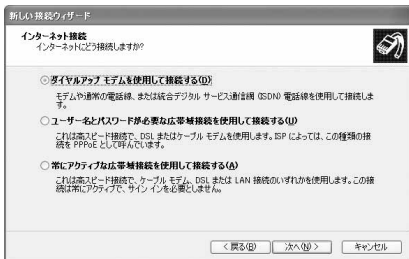 新しい接続ウィザード
インターネット接続
インターネットにどう接続しますか?
ダイヤルアップ モデムを使用して接続する(D)
モデムや通常の電話線、または統合デジタル サービス通信網 (ISDN) 電話線を使用して接続しま
す。
ユーザー名とパスワードが必要な広帯域接続を使用して接続する(U)
これは高スピード接続で、DSL またはケーブル モデムを使用します。ISP によっては、この種類の接
続を PPPoE として呼んでいます。
常にアクティブな広帯域接続を使用して接続する(A)
これは高スピード接続で、ケーブル モデム、DSL または LAN 接続のいずれかを使用します。この接
続は常にアクティブで、サイン インを必要としません。
< 戻る(B) 次へ(N) > キャンセル